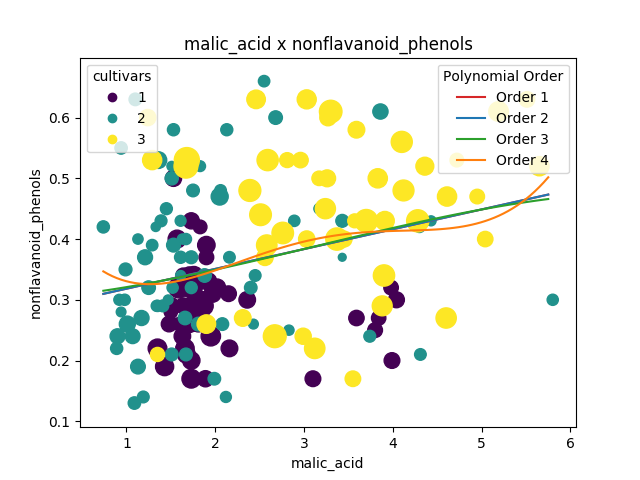 malic_acid x nonflavanoid_phenols
cultivars
1
2
3
Polynomial Order
Order 1
Order 2
Order 3
Order 4
nonflavanoid_phenols
0.6
0.5
0.4
0.3
0.2
0.1
1 2 3 4 5 6
malic_acid